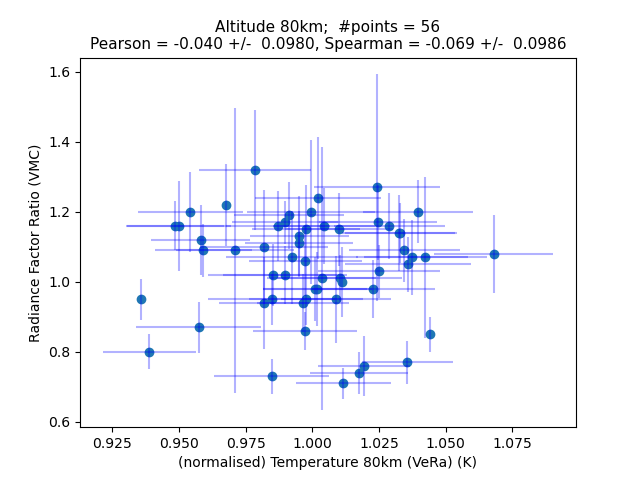 Altitude 80km;  #points = 56
Pearson = -0.040 +/-  0.0980, Spearman = -0.069 +/-  0.0986
1.6
1.4
1.2
1.0
0.8
0.6
Radiance Factor Ratio (VMC)
0.925 0.950 0.975 1.000 1.025 1.050 1.075
(normalised) Temperature 80km (VeRa) (K)